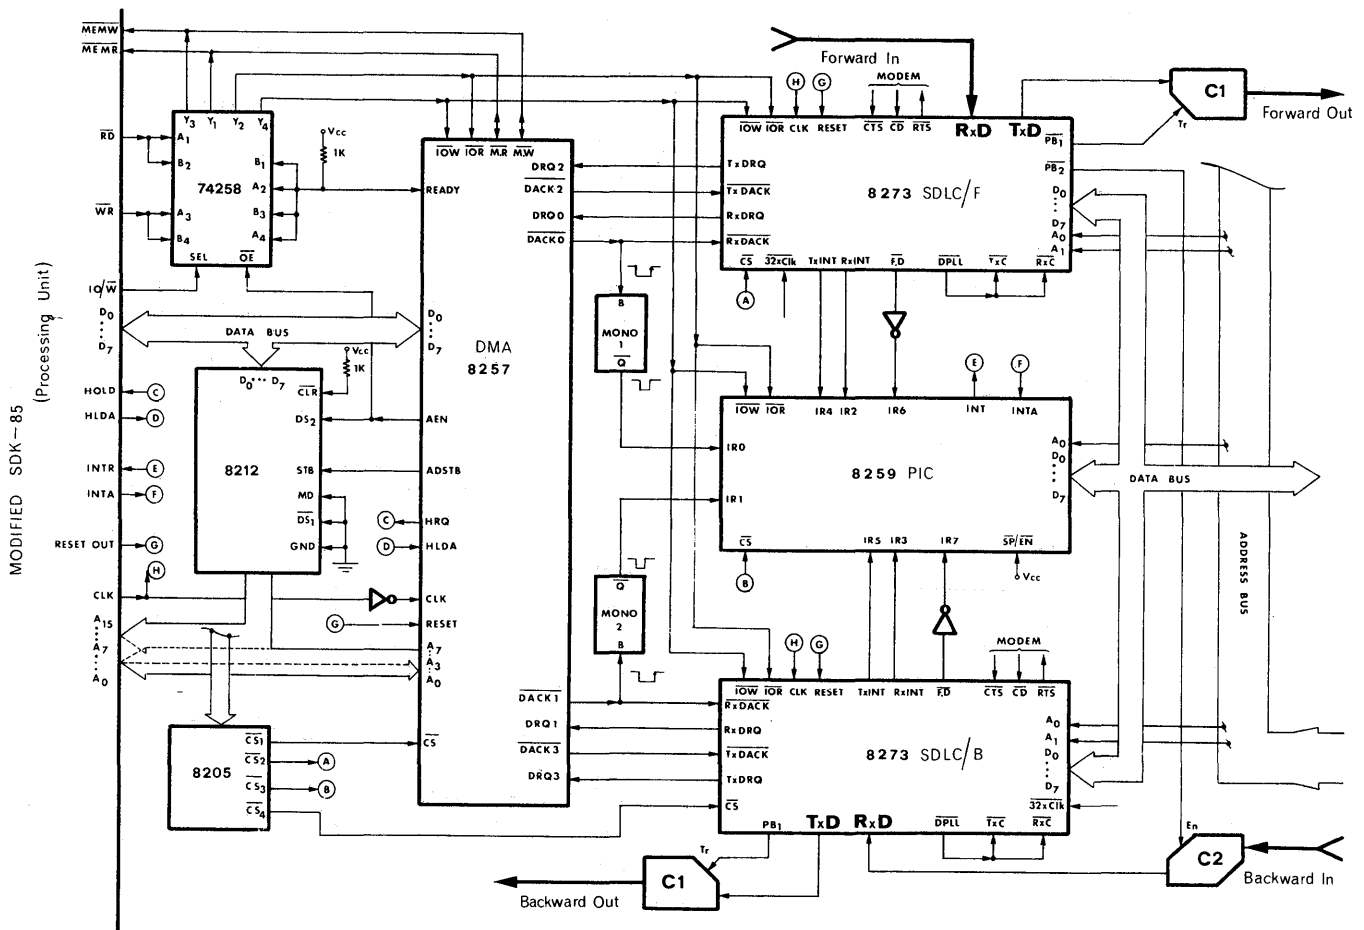 MODIFIED SDK-85
(Processing Unit)
MEMW
MEMR
RD
WR
IO/W
D0
D7
HOLD
HLDA
INTR
INTA
RESET OUT
CLK
A15
A7
A0
C
D
E
F
G
H
Y3 Y1 Y2 Y4
A1
B2
A3
B4
74258
B1
A2
B3
A4
SEL OE
Vcc
1K
DATA BUS
Vcc
1K
D0 D7
CLR
DS2
8212
STB
MD
DS1
GND
8205
CS1
CS2
CS3
CS4
A
B
IOW IOR M.R M.W
READY
DRQ2
DACK2
DRQ0
DACK0
D0
D7
DMA
8257
AEN
ADSTB
C
HRQ
D
HLDA
CLK
G
RESET
A7
A3
A0
DACK1
CS
DRQ1
DACK3
DRQ3
B
MONO
1
Q
Q
MONO
2
B
Forward In
H G MODEM
IOW IOR CLK RESET CTS CD RTS RxD TxD
C1
Tr
Forward Out
TxDRQ
TxDACK
RxDRQ
RxDACK
8273 SDLC/F
PB1
PB2
D0
D7
A0
A1
CS 32xClk TxINT RxINT F,D DPLL TxC RxC
A
E F
IOW IOR IR4 IR2 IR6 INT INTA
IR0
IR1
8259 PIC
A0
D0
D7
CS IR5 IR3 IR7 SP/EN
B
Vcc
DATA BUS
ADDRESS BUS
H G MODEM
IOW IOR CLK RESET TxINT RxINT F,D CTS CD RTS
RxDACK
RxDRQ
TxDACK
TxDRQ
CS
8273 SDLC/B
A0
A1
D0
D7
32xClk
PB1 TxD RxD DPLL TxC RxC
Tr
C1
Backward Out
En
C2
Backward In